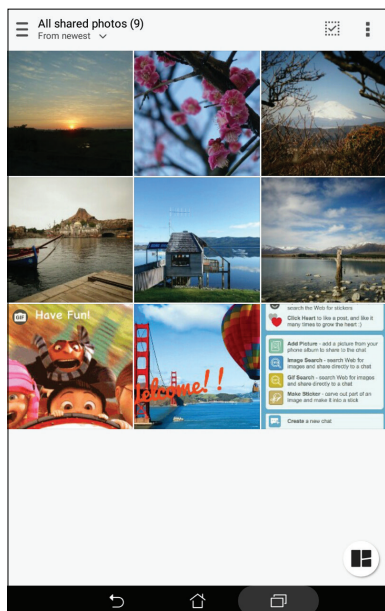 All shared photos (9)
From newest
GIF
Have Fun!
Welcome! !
search the Web for stickers
Click Heart to like a post, and like it
many times to grow the heart :).
Add Picture - add a picture from your
phone album to share to the chat
Image Search - search Web for
images and share directly to a chat
Gif Search - search Web for images
and share directly to a chat
Make Sticker - carve out part of an
image and make it into a stick
Create a new chat